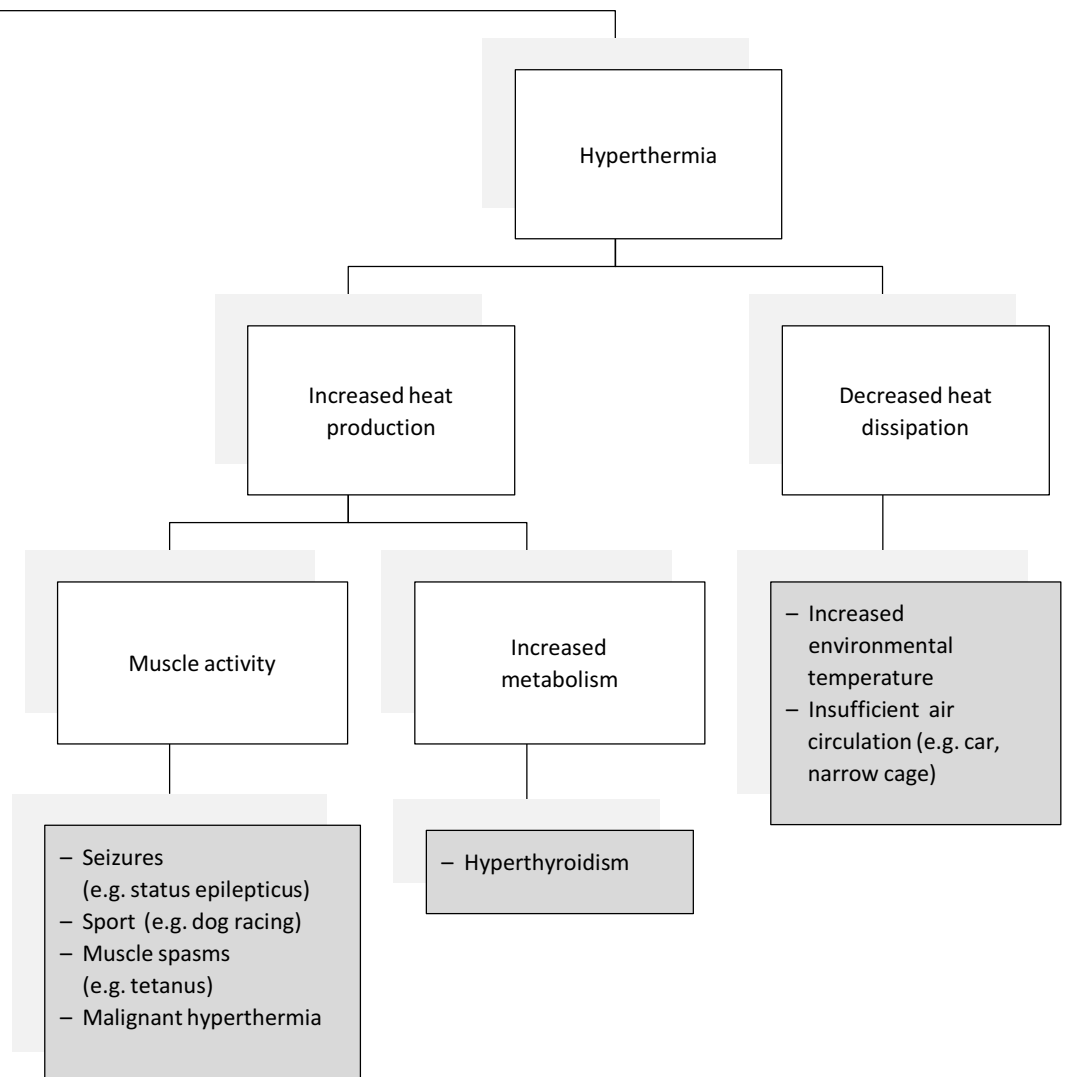 Hyperthermia
Increased heat
production
Decreased heat
dissipation
Muscle activity
Increased
metabolism
– Increased
environmental
temperature
– Insufficient air
circulation (e.g. car,
narrow cage)
– Seizures
(e.g. status epilepticus)
– Sport (e.g. dog racing)
– Muscle spasms
(e.g. tetanus)
– Malignant hyperthermia
– Hyperthyroidism